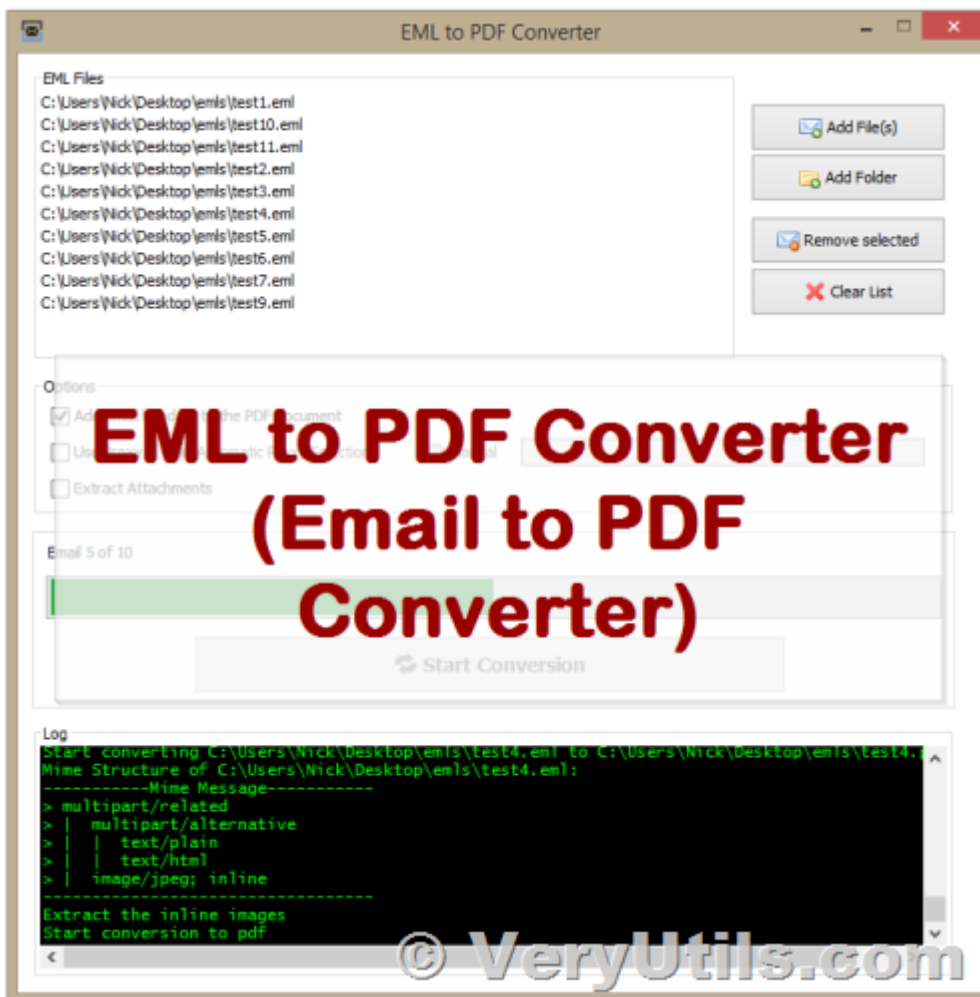 EML to PDF Converter
EML Files
C:\Users\Nick\Desktop\emls\test1.eml
C:\Users\Nick\Desktop\emls\test10.eml
C:\Users\Nick\Desktop\emls\test11.eml
C:\Users\Nick\Desktop\emls\test2.eml
C:\Users\Nick\Desktop\emls\test3.eml
C:\Users\Nick\Desktop\emls\test4.eml
C:\Users\Nick\Desktop\emls\test5.eml
C:\Users\Nick\Desktop\emls\test6.eml
C:\Users\Nick\Desktop\emls\test7.eml
C:\Users\Nick\Desktop\emls\test9.eml
Add File(s)
Add Folder
Remove selected
Clear List
Options
to the PDF Document
Extract Attachments
EML to PDF Converter
(Email to PDF
Converter)
Email 5 of 10
Start Conversion
Log
Start converting C:\Users\Nick\Desktop\emls\test4.eml to C:\Users\Nick\Desktop\emls\test4.
Mime Structure of C:\Users\Nick\Desktop\emls\test4.eml:
-----------Mime Message-----------
> multipart/related
> | multipart/alternative
> | | text/plain
> | | text/html
> | image/jpeg; inline
----------------------------------
Extract the inline images
Start conversion to pdf
© VeryUtils.com